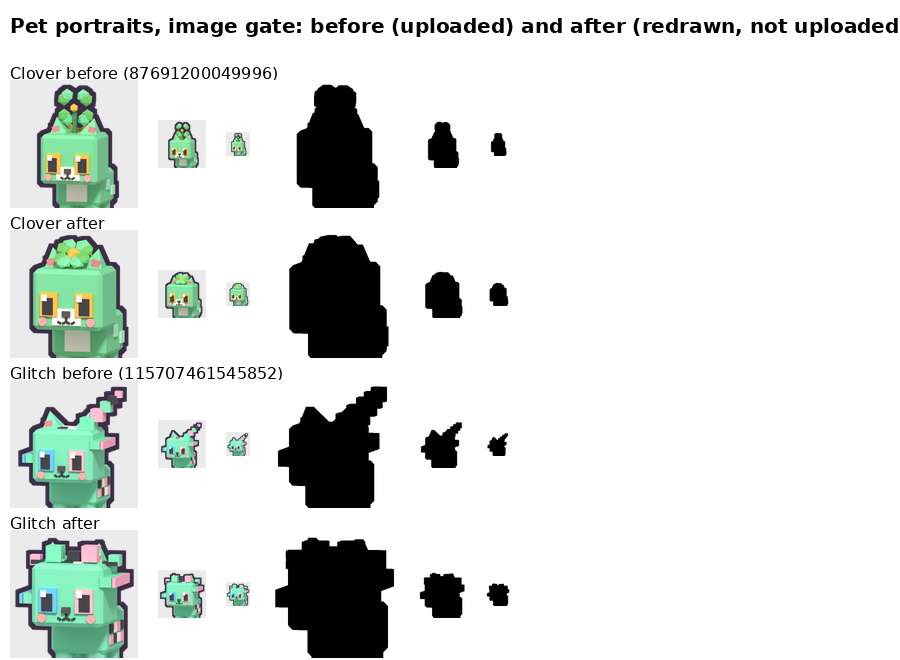 Pet portraits, image gate: before (uploaded) and after (redrawn, not uploaded
Clover before (87691200049996)
Clover after
Glitch before (115707461545852)
Glitch after